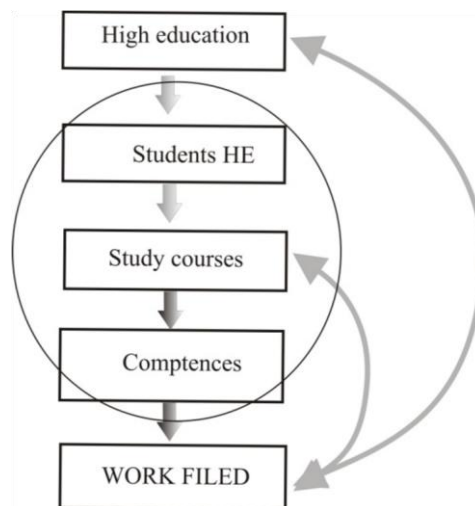 High education
Students HE
Study courses
Comptences
WORK FILED